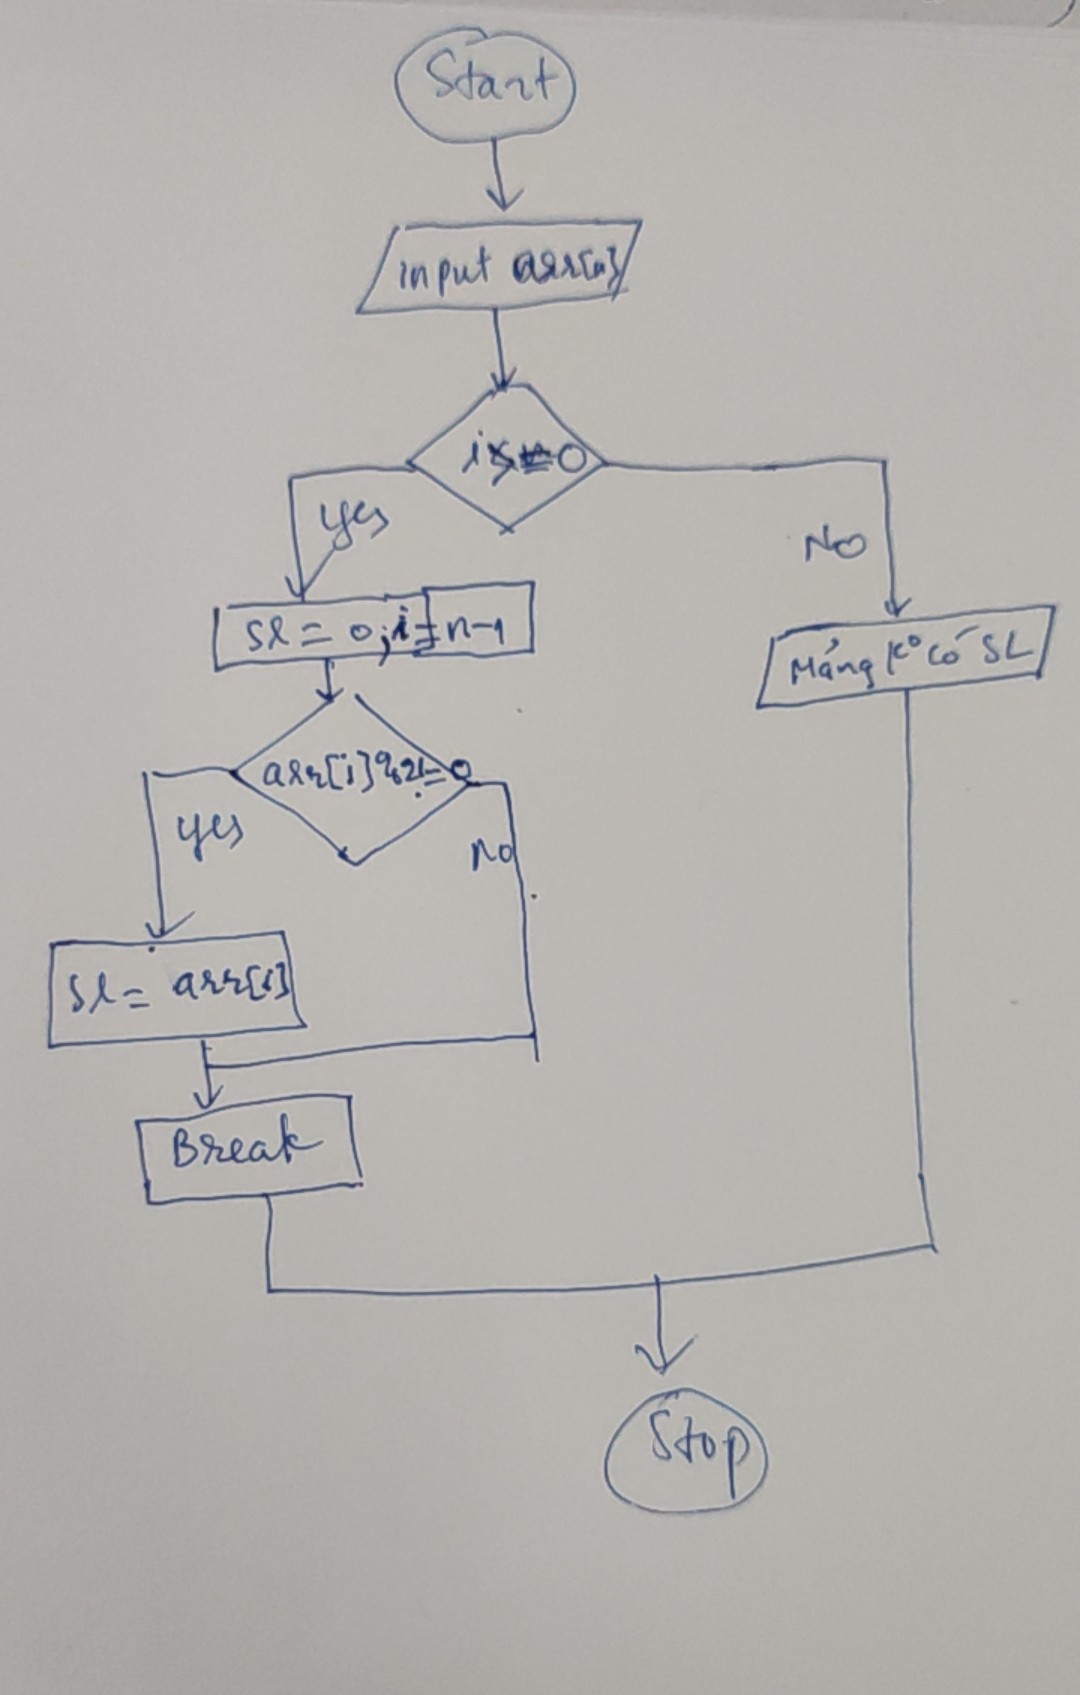 Start
input arr[n]
i>=0
yes
No
sl = 0; i = n-1
Mảng k° có SL
arr[i]%2!=0
yes
no
sl = arr[i]
Break
Stop